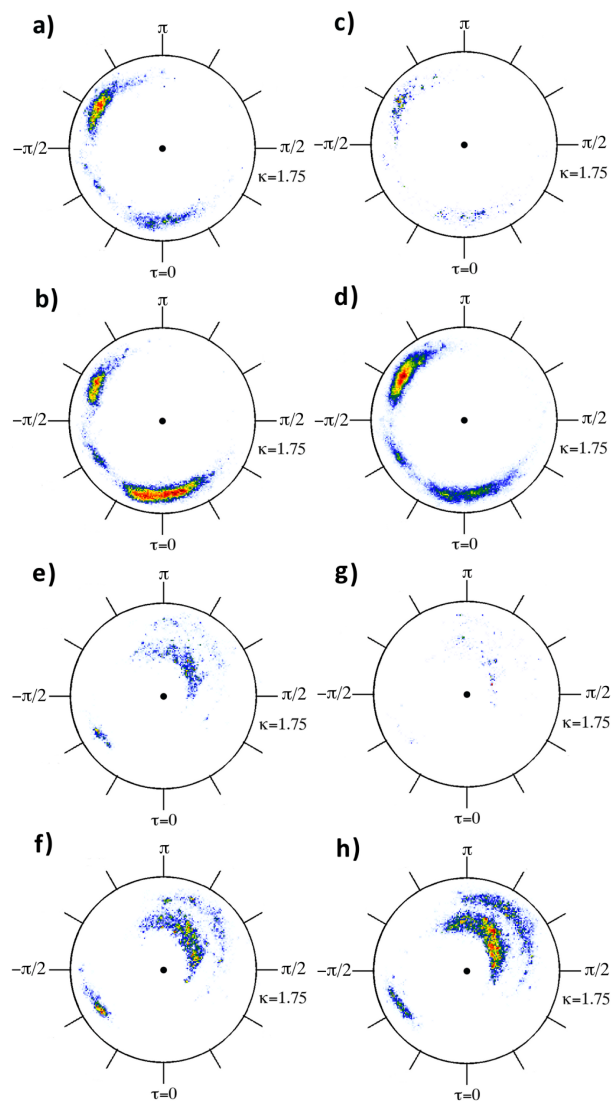 a)
π
−π/2
π/2
κ=1.75
τ=0
c)
π
−π/2
π/2
κ=1.75
τ=0
b)
π
−π/2
π/2
κ=1.75
τ=0
d)
π
−π/2
π/2
κ=1.75
τ=0
e)
π
−π/2
π/2
κ=1.75
τ=0
g)
π
−π/2
π/2
κ=1.75
τ=0
f)
π
−π/2
π/2
κ=1.75
τ=0
h)
π
−π/2
π/2
κ=1.75
τ=0